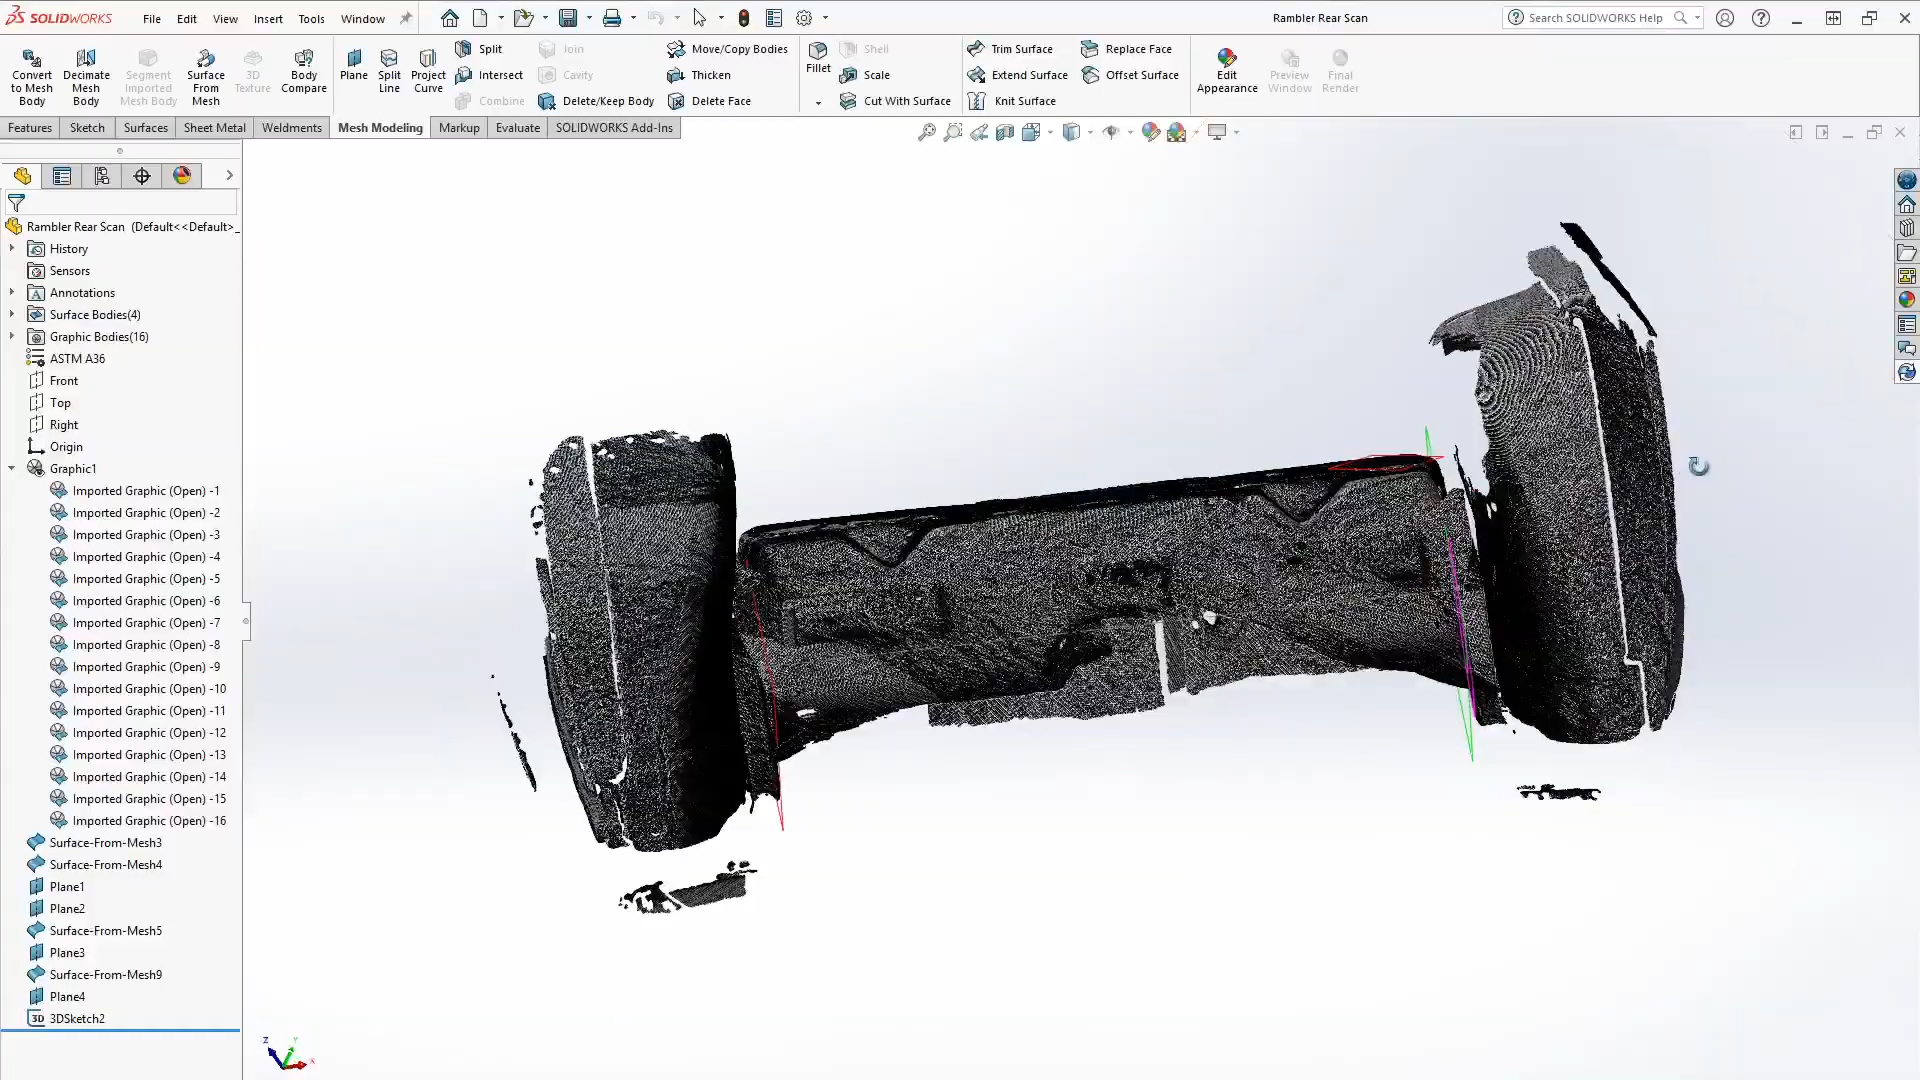 SOLIDWORKS File Edit View Insert Tools Window Rambler Rear Scan Search SOLIDWORKS Help
Convert to Mesh Body
Decimate Mesh Body
Segment Imported Mesh Body
Surface From Mesh
3D Texture
Body Compare
Plane
Split Line
Project Curve
Split
Intersect
Combine
Join
Cavity
Delete/Keep Body
Move/Copy Bodies
Thicken
Delete Face
Fillet
Shell
Scale
Cut With Surface
Trim Surface
Extend Surface
Knit Surface
Replace Face
Offset Surface
Edit Appearance
Preview Window
Final Render
Features Sketch Surfaces Sheet Metal Weldments Mesh Modeling Markup Evaluate SOLIDWORKS Add-Ins
Rambler Rear Scan (Default<<Default>_
History
Sensors
Annotations
Surface Bodies(4)
Graphic Bodies(16)
ASTM A36
Front
Top
Right
Origin
Graphic1
Imported Graphic (Open) -1
Imported Graphic (Open) -2
Imported Graphic (Open) -3
Imported Graphic (Open) -4
Imported Graphic (Open) -5
Imported Graphic (Open) -6
Imported Graphic (Open) -7
Imported Graphic (Open) -8
Imported Graphic (Open) -9
Imported Graphic (Open) -10
Imported Graphic (Open) -11
Imported Graphic (Open) -12
Imported Graphic (Open) -13
Imported Graphic (Open) -14
Imported Graphic (Open) -15
Imported Graphic (Open) -16
Surface-From-Mesh3
Surface-From-Mesh4
Plane1
Plane2
Surface-From-Mesh5
Plane3
Surface-From-Mesh9
Plane4
3D 3DSketch2
Z Y X